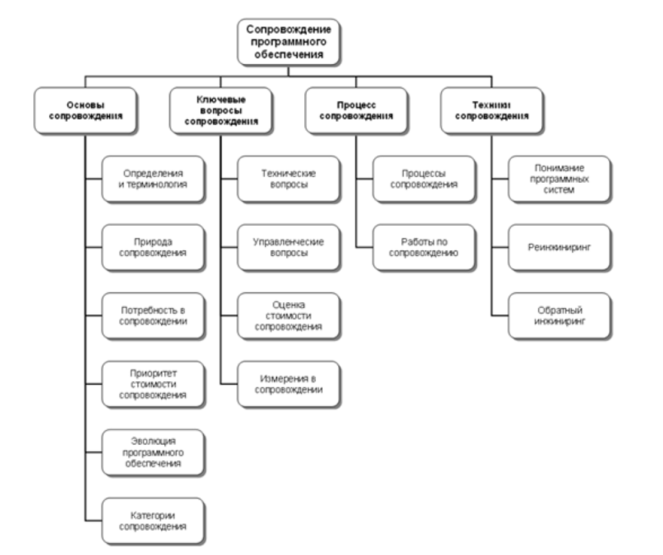 Сопровождение
программного
обеспечения
Основы
сопровождения
Ключевые
вопросы
сопровождения
Процесс
сопровождения
Техники
сопровождения
Определения
и терминология
Природа
сопровождения
Потребность в
сопровождении
Приоритет
стоимости
сопровождения
Эволюция
программного
обеспечения
Категории
сопровождения
Технические
вопросы
Управленческие
вопросы
Оценка
стоимости
сопровождения
Измерения в
сопровождении
Процессы
сопровождения
Работы по
сопровождению
Понимание
программных
систем
Реинжиниринг
Обратный
инжиниринг